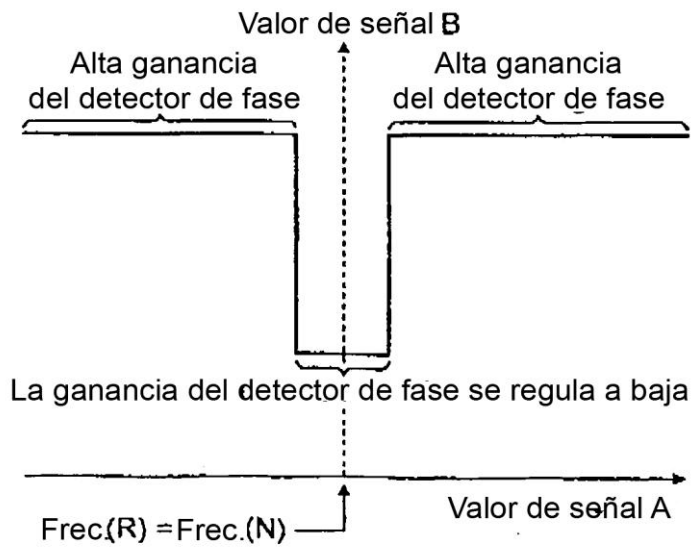 Valor de señal B
Alta ganancia
del detector de fase
Alta ganancia
del detector de fase
La ganancia del detector de fase se regula a baja
Valor de señal A
Frec.(R) = Frec.(N)